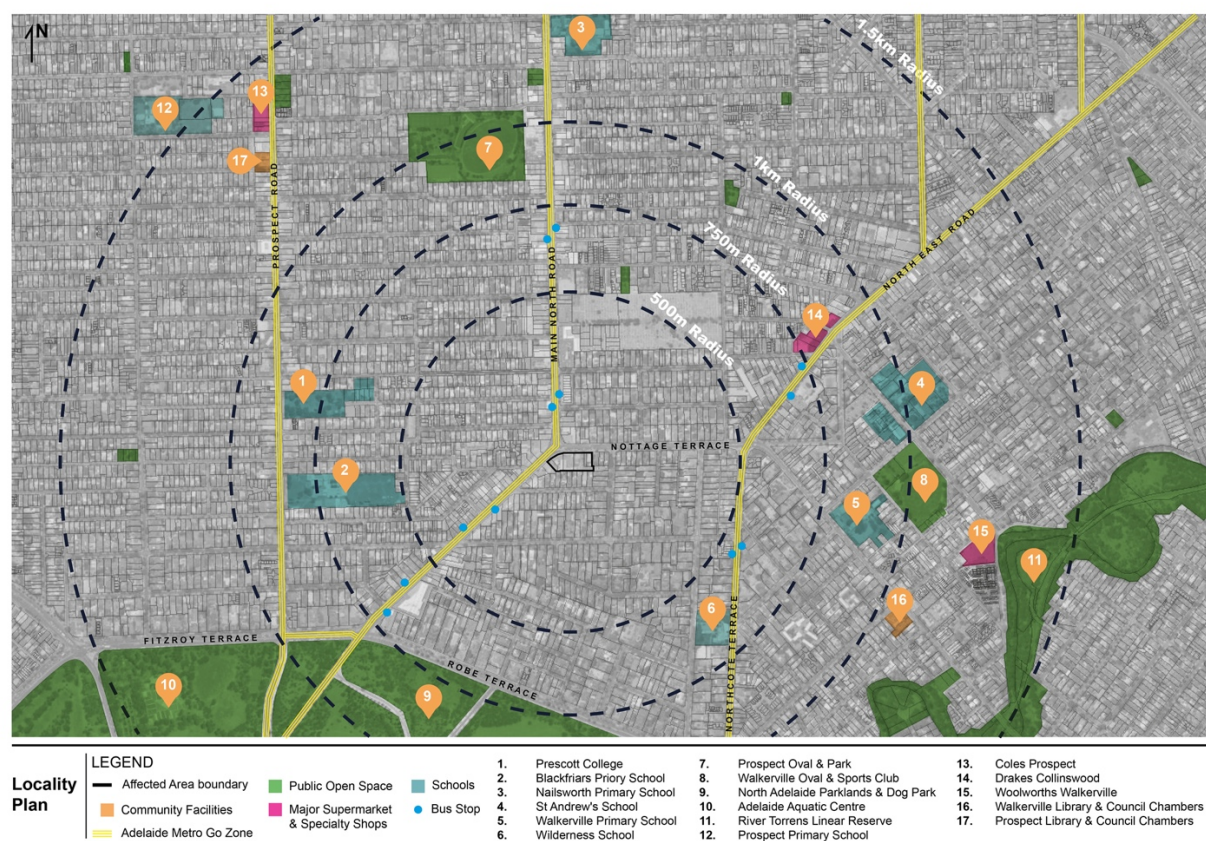 N
3
1.5km Radius
13
12
7
17
1km Radius
PROSPECT ROAD
750m Radius
NORTH EAST ROAD
MAIN NORTH ROAD
500m Radius
14
1
4
NOTTAGE TERRACE
2
8
5
15
11
16
6
FITZROY TERRACE
ROBE TERRACE
NORTHCOTE TERRACE
10
9
Locality
Plan
LEGEND
Affected Area boundary
Public Open Space
Schools
Community Facilities
Major Supermarket
& Specialty Shops
Bus Stop
Adelaide Metro Go Zone
1. Prescott College
2. Blackfriars Priory School
3. Nailsworth Primary School
4. St Andrew's School
5. Walkerville Primary School
6. Wilderness School
7. Prospect Oval & Park
8. Walkerville Oval & Sports Club
9. North Adelaide Parklands & Dog Park
10. Adelaide Aquatic Centre
11. River Torrens Linear Reserve
12. Prospect Primary School
13. Coles Prospect
14. Drakes Collinswood
15. Woolworths Walkerville
16. Walkerville Library & Council Chambers
17. Prospect Library & Council Chambers